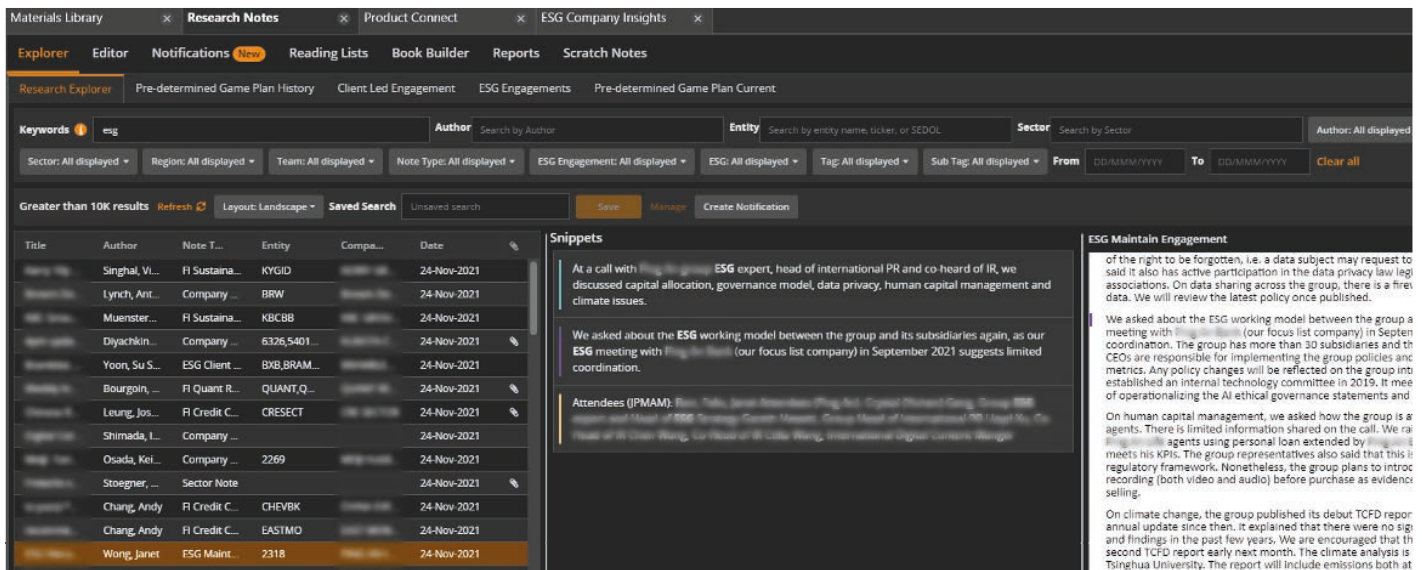 Materials Library × Research Notes × Product Connect × ESG Company Insights ×
Explorer Editor Notifications New Reading Lists Book Builder Reports Scratch Notes
Research Explorer Pre-determined Game Plan History Client Led Engagement ESG Engagements Pre-determined Game Plan Current
Keywords esg Author Search by Author Entity Search by entity name, ticker, or SEDOL Sector Search by Sector Author: All displayed
Sector: All displayed Region: All displayed Team: All displayed Note Type: All displayed ESG Engagement: All displayed ESG: All displayed Tag: All displayed Sub Tag: All displayed From DD/MMM/YYYY To DD/MMM/YYYY Clear all
Greater than 10K results Refresh Layout: Landscape Saved Search Unsaved search Save Manage Create Notification
Title Author Note T... Entity Compa... Date
Singhal, Vi... FI Sustaina... KYGID 24-Nov-2021
Lynch, Ant... Company ... BRW 24-Nov-2021
Muenster... FI Sustaina... KBCBB 24-Nov-2021
Diyachkin... Company ... 6326,5401... 24-Nov-2021
Yoon, Su S... ESG Client ... BXB,BRAM... 24-Nov-2021
Bourgoin, ... FI Quant R... QUANT,Q... 24-Nov-2021
Leung, Jos... FI Credit C... CRESECT 24-Nov-2021
Shimada, I... Company ... 24-Nov-2021
Osada, Kei... Company ... 2269 24-Nov-2021
Stoegner, ... Sector Note 24-Nov-2021
Chang, Andy FI Credit C... CHEVBK 24-Nov-2021
Chang, Andy FI Credit C... EASTMO 24-Nov-2021
Wong, Janet ESG Maint... 2318 24-Nov-2021
Snippets
At a call with ESG expert, head of international PR and co-heard of IR, we
discussed capital allocation, governance model, data privacy, human capital management and
climate issues.
We asked about the ESG working model between the group and its subsidiaries again, as our
ESG meeting with (our focus list company) in September 2021 suggests limited
coordination.
Attendees (JPMAM):
ESG Maintain Engagement
of the right to be forgotten, i.e. a data subject may request to
said it also has active participation in the data privacy law legi
associations. On data sharing across the group, there is a firew
data. We will review the latest policy once published.
We asked about the ESG working model between the group a
meeting with (our focus list company) in Septem
coordination. The group has more than 30 subsidiaries and th
CEOs are responsible for implementing the group policies and
metrics. Any policy changes will be reflected on the group intr
established an internal technology committee in 2019. It mee
of operationalizing the AI ethical governance statements and
On human capital management, we asked how the group is at
agents. There is limited information shared on the call. We rai
agents using personal loan extended by
meets his KPIs. The group representatives also said that this is
regulatory framework. Nonetheless, the group plans to introd
recording (both video and audio) before purchase as evidence
selling.
On climate change, the group published its debut TCFD repor
annual update since then. It explained that there were no sig
and findings in the past few years. We are encouraged that th
second TCFD report early next month. The climate analysis is
Tsinghua University. The report will include emissions both at